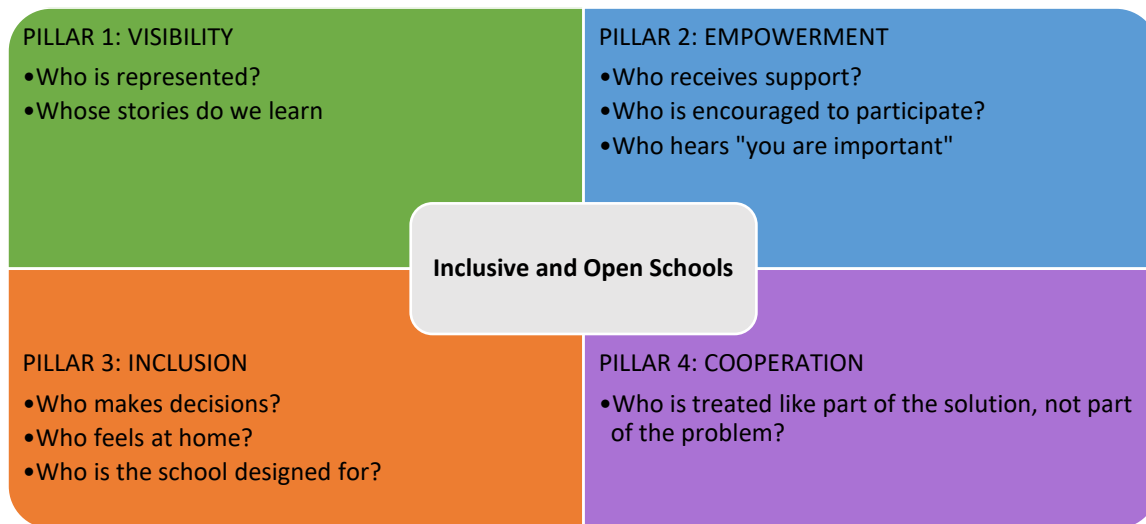 PILLAR 1: VISIBILITY
•Who is represented?
•Whose stories do we learn
PILLAR 2: EMPOWERMENT
•Who receives support?
•Who is encouraged to participate?
•Who hears "you are important"
Inclusive and Open Schools
PILLAR 3: INCLUSION
•Who makes decisions?
•Who feels at home?
•Who is the school designed for?
PILLAR 4: COOPERATION
•Who is treated like part of the solution, not part
of the problem?